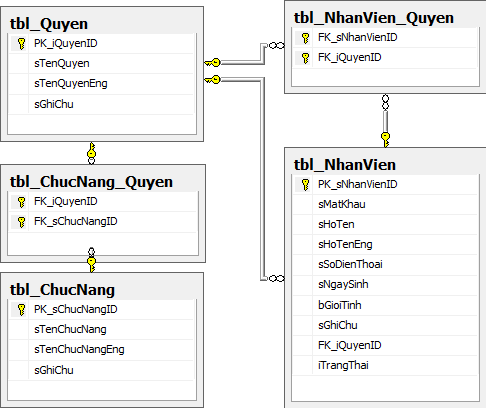 tbl_Quyen
PK_iQuyenID
sTenQuyen
sTenQuyenEng
sGhiChu
tbl_NhanVien_Quyen
FK_sNhanVienID
FK_iQuyenID
tbl_ChucNang_Quyen
FK_iQuyenID
FK_sChucNangID
tbl_NhanVien
PK_sNhanVienID
sMatKhau
sHoTen
sHoTenEng
sSoDienThoai
sNgaySinh
bGioiTinh
sGhiChu
FK_iQuyenID
iTrangThai
tbl_ChucNang
PK_sChucNangID
sTenChucNang
sTenChucNangEng
sGhiChu